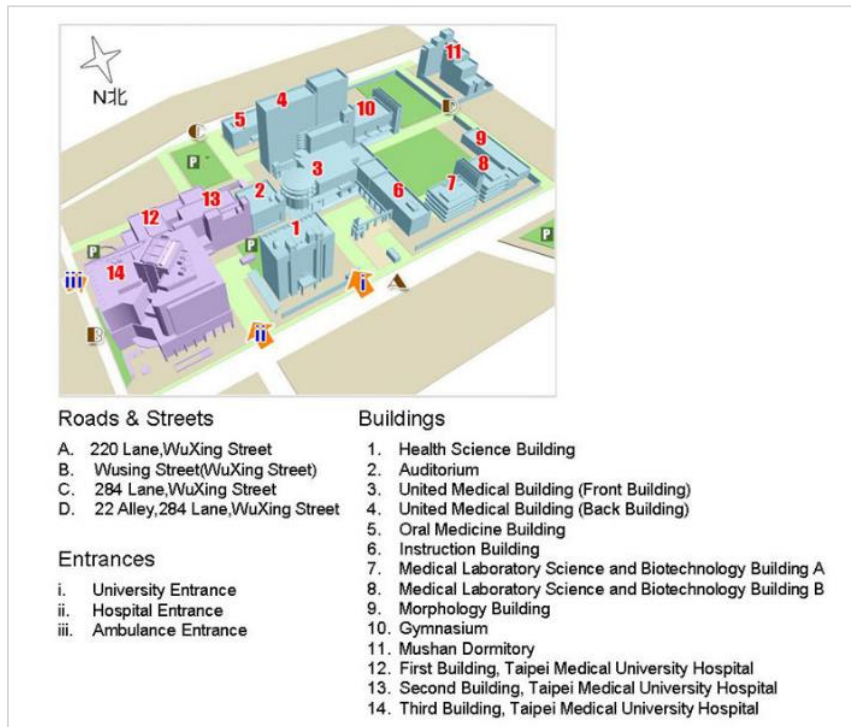 11
N北
4
5
10
C
D
P
9
3
8
13
2
6
7
12
1
P
P
P
14
iii
i
A
B
ii
Roads & Streets
A. 220 Lane,WuXing Street
B. Wusing Street(WuXing Street)
C. 284 Lane,WuXing Street
D. 22 Alley,284 Lane,WuXing Street
Entrances
i. University Entrance
ii. Hospital Entrance
iii. Ambulance Entrance
Buildings
1. Health Science Building
2. Auditorium
3. United Medical Building (Front Building)
4. United Medical Building (Back Building)
5. Oral Medicine Building
6. Instruction Building
7. Medical Laboratory Science and Biotechnology Building A
8. Medical Laboratory Science and Biotechnology Building B
9. Morphology Building
10. Gymnasium
11. Mushan Dormitory
12. First Building, Taipei Medical University Hospital
13. Second Building, Taipei Medical University Hospital
14. Third Building, Taipei Medical University Hospital